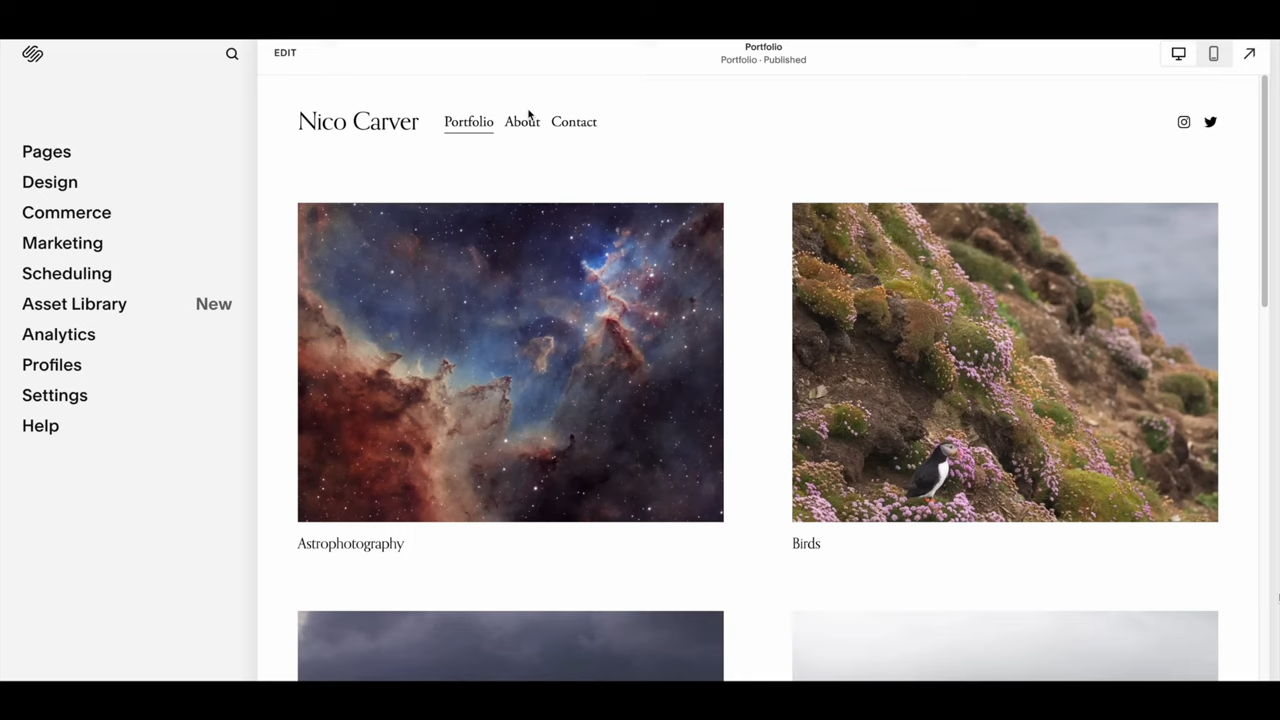 EDIT
Portfolio
Portfolio · Published
Pages
Design
Commerce
Marketing
Scheduling
Asset Library New
Analytics
Profiles
Settings
Help
Nico Carver Portfolio About Contact
Astrophotography
Birds